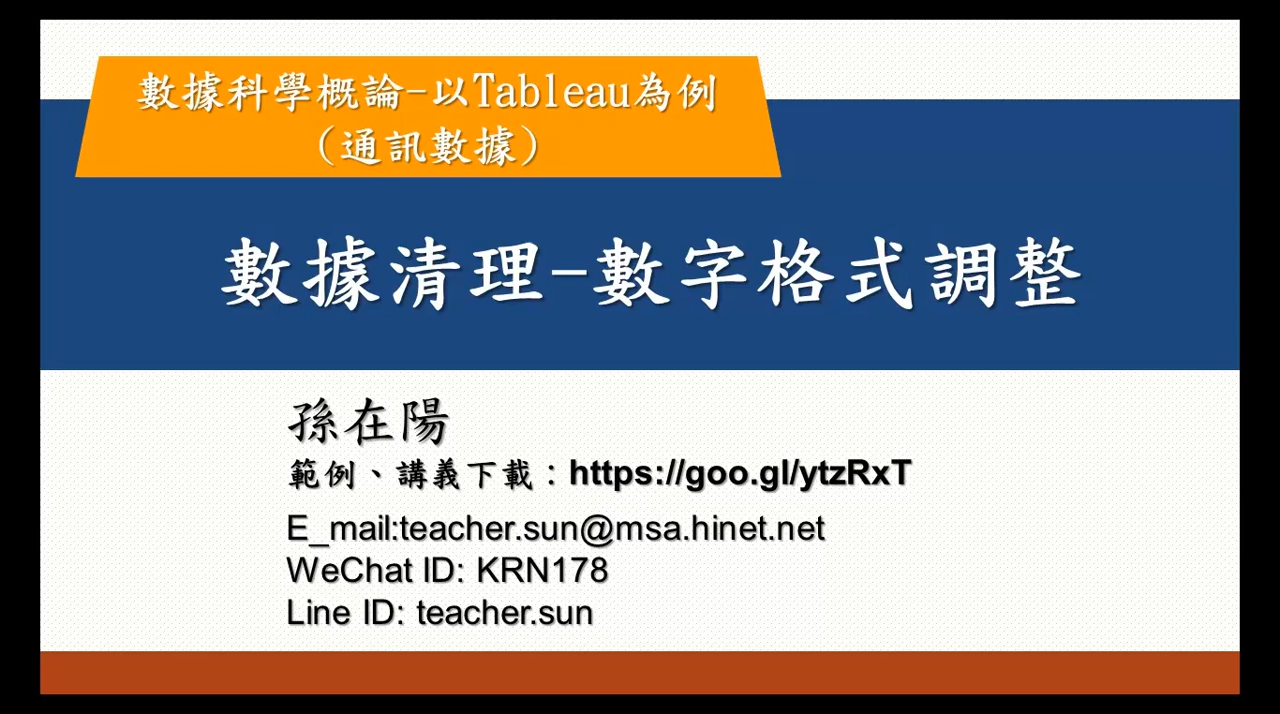 數據科學概論-以Tableau為例
(通訊數據)
數據清理-數字格式調整
孫在陽
範例、講義下載：https://goo.gl/ytzRxT
E_mail:teacher.sun@msa.hinet.net
WeChat ID: KRN178
Line ID: teacher.sun